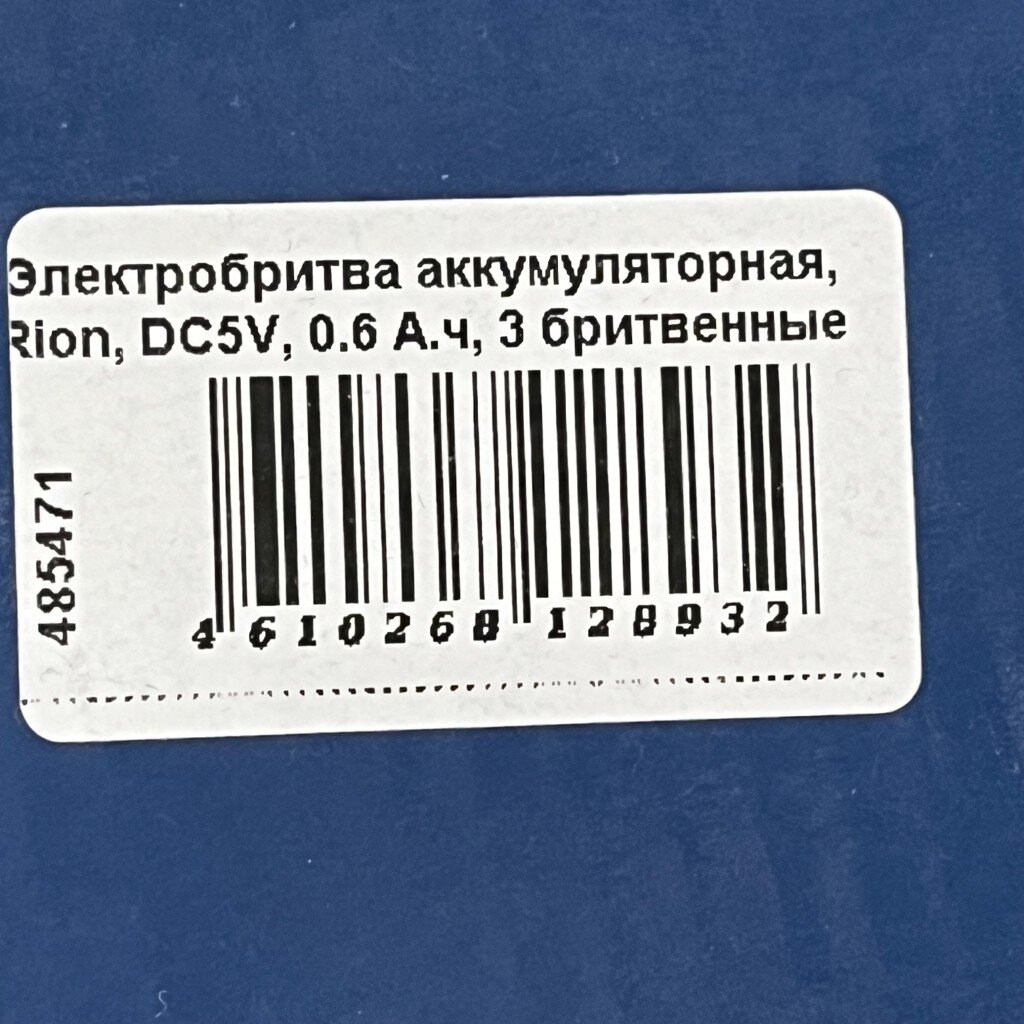 Электробритва аккумуляторная,
Rion, DC5V, 0.6 А.ч, 3 бритвенные
485471
4 610268 128932